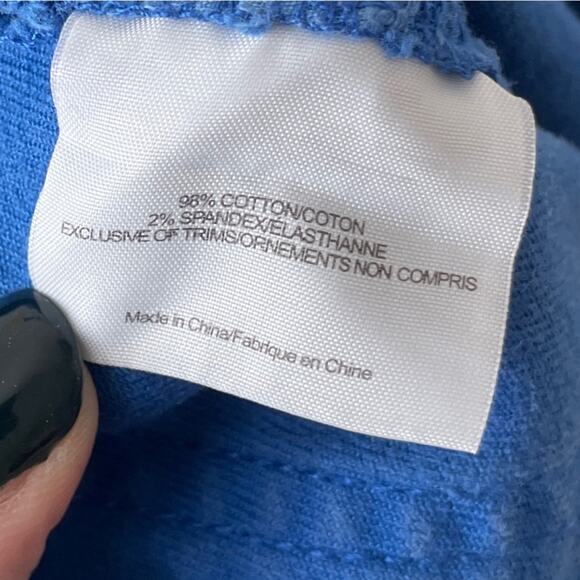 98% COTTON/COTON
2% SPANDEX/ELASTHANNE
EXCLUSIVE OF TRIMS/ORNEMENTS NON COMPRIS
Made in China/Fabrique en Chine